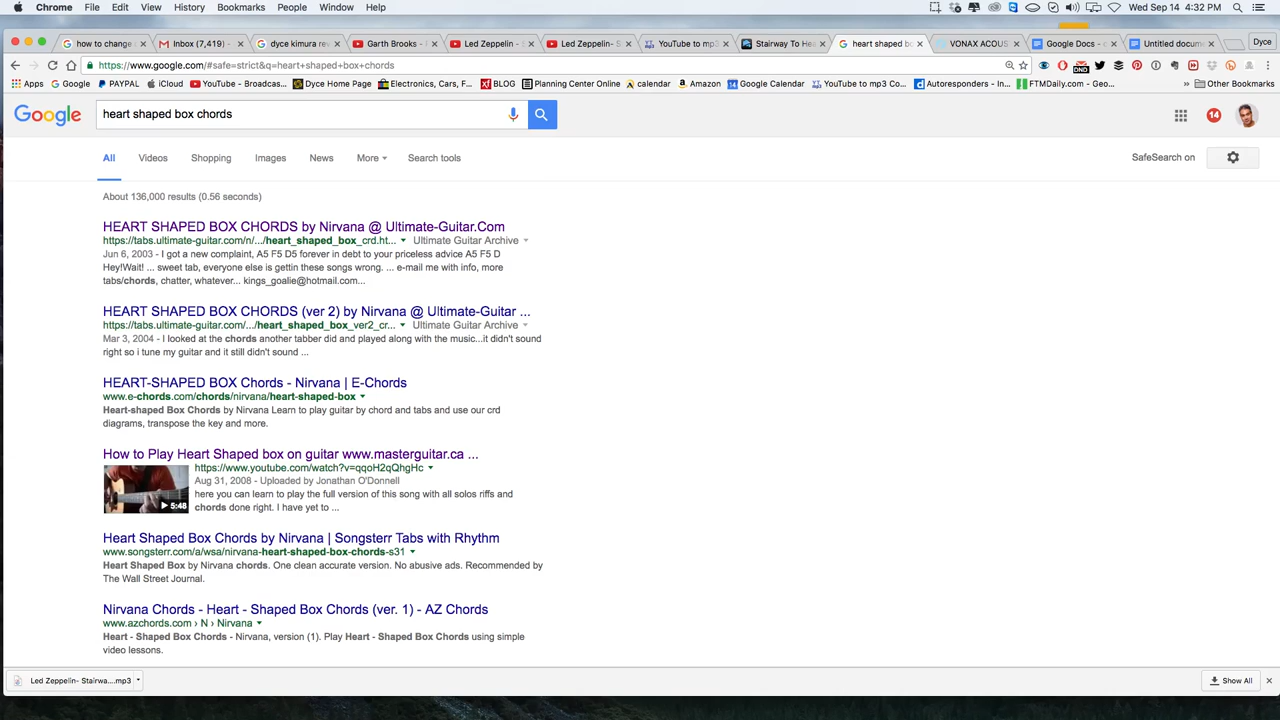 Chrome File Edit View History Bookmarks People Window Help Wed Sep 14 4:32 PM
how to change Inbox (7,419) - dyce kimura rev Garth Brooks - Led Zeppelin - Led Zeppelin- S YouTube to mp3 Stairway To Hea heart shaped bo VONAX ACOUS Google Docs - c Untitled docume Dyce
https://www.google.com/#safe=strict&q=heart+shaped+box+chords
Apps Google PAYPAL iCloud YouTube - Broadcas... Dyce Home Page Electronics, Cars, F... BLOG Planning Center Online calendar Amazon Google Calendar YouTube to mp3 Co... Autoresponders - In... FTMDaily.com - Geo... » Other Bookmarks
Google heart shaped box chords 14
All Videos Shopping Images News More Search tools SafeSearch on
About 136,000 results (0.56 seconds)
HEART SHAPED BOX CHORDS by Nirvana @ Ultimate-Guitar.Com
https://tabs.ultimate-guitar.com/n/.../heart_shaped_box_crd.ht... Ultimate Guitar Archive
Jun 6, 2003 - I got a new complaint, A5 F5 D5 forever in debt to your priceless advice A5 F5 D
Hey!Wait! ... sweet tab, everyone else is gettin these songs wrong. ... e-mail me with info, more
tabs/chords, chatter, whatever... kings_goalie@hotmail.com...
HEART SHAPED BOX CHORDS (ver 2) by Nirvana @ Ultimate-Guitar ...
https://tabs.ultimate-guitar.com/.../heart_shaped_box_ver2_cr... Ultimate Guitar Archive
Mar 3, 2004 - I looked at the chords another tabber did and played along with the music...it didn't sound
right so i tune my guitar and it still didn't sound ...
HEART-SHAPED BOX Chords - Nirvana | E-Chords
www.e-chords.com/chords/nirvana/heart-shaped-box
Heart-shaped Box Chords by Nirvana Learn to play guitar by chord and tabs and use our crd
diagrams, transpose the key and more.
How to Play Heart Shaped box on guitar www.masterguitar.ca ...
https://www.youtube.com/watch?v=qqoH2qQhgHc
Aug 31, 2008 - Uploaded by Jonathan O'Donnell
here you can learn to play the full version of this song with all solos riffs and
5:48 chords done right. I have yet to ...
Heart Shaped Box Chords by Nirvana | Songsterr Tabs with Rhythm
www.songsterr.com/a/wsa/nirvana-heart-shaped-box-chords-s31
Heart Shaped Box by Nirvana chords. One clean accurate version. No abusive ads. Recommended by
The Wall Street Journal.
Nirvana Chords - Heart - Shaped Box Chords (ver. 1) - AZ Chords
www.azchords.com › N › Nirvana
Heart - Shaped Box Chords - Nirvana, version (1). Play Heart - Shaped Box Chords using simple
video lessons.
Led Zeppelin- Stairwa....mp3 Show All